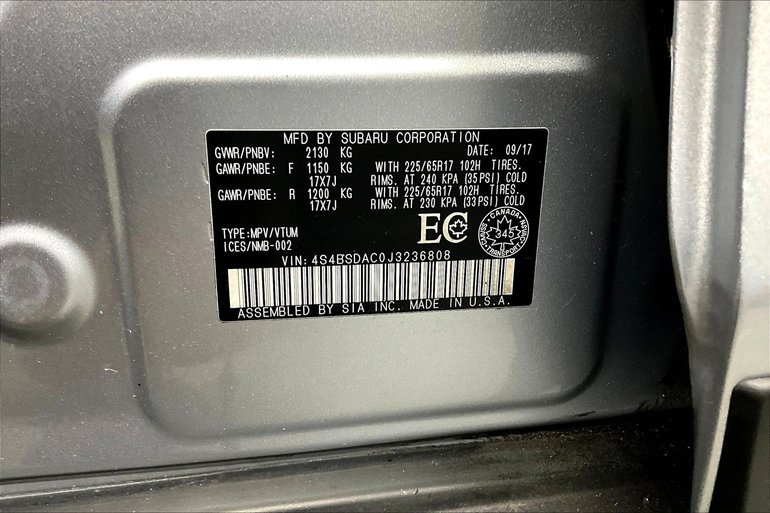 MFD BY SUBARU CORPORATION
GVWR/PNBV: 2130 KG DATE: 09/17
GAWR/PNBE: F 1150 KG WITH 225/65R17 102H TIRES.
17X7J RIMS. AT 240 KPA (35PSI) COLD
GAWR/PNBE: R 1200 KG WITH 225/65R17 102H TIRES.
17X7J RIMS. AT 230 KPA (33PSI) COLD
TYPE:MPV/VTUM
ICES/NMB-002
EC
CANADA
345
TRANSPORT
VIN: 4S4BSDAC0J3236808
ASSEMBLED BY SIA INC. MADE IN U.S.A.